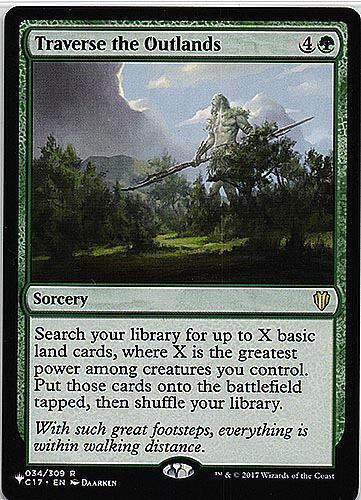 Traverse the Outlands 4
Sorcery
Search your library for up to X basic
land cards, where X is the greatest
power among creatures you control.
Put those cards onto the battlefield
tapped, then shuffle your library.
With such great footsteps, everything is
within walking distance.
034/309 R
C17 • EN DAARKEN
™ & © 2017 Wizards of the Coast